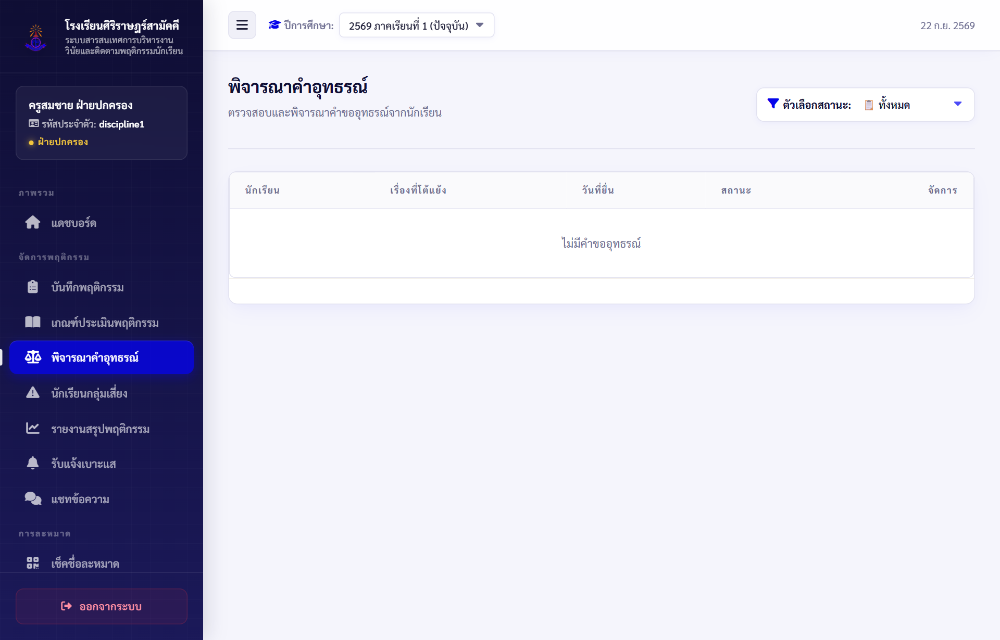 โรงเรียนศิริราษฎร์สามัคคี
ระบบสารสนเทศการบริหารงาน
วินัยและติดตามพฤติกรรมนักเรียน
ครูสมชาย ฝ่ายปกครอง
รหัสประจำตัว: discipline1
ฝ่ายปกครอง
ภาพรวม
แดชบอร์ด
จัดการพฤติกรรม
บันทึกพฤติกรรม
เกณฑ์ประเมินพฤติกรรม
พิจารณาคำอุทธรณ์
นักเรียนกลุ่มเสี่ยง
รายงานสรุปพฤติกรรม
รับแจ้งเบาะแส
แชทข้อความ
การละหมาด
เช็คชื่อละหมาด
ออกจากระบบ
ปีการศึกษา: 2569 ภาคเรียนที่ 1 (ปัจจุบัน)
22 ก.ย. 2569
พิจารณาคำอุทธรณ์
ตรวจสอบและพิจารณาคำขออุทธรณ์จากนักเรียน
ตัวเลือกสถานะ: ทั้งหมด
นักเรียน เรื่องที่โต้แย้ง วันที่ยื่น สถานะ จัดการ
ไม่มีคำขออุทธรณ์